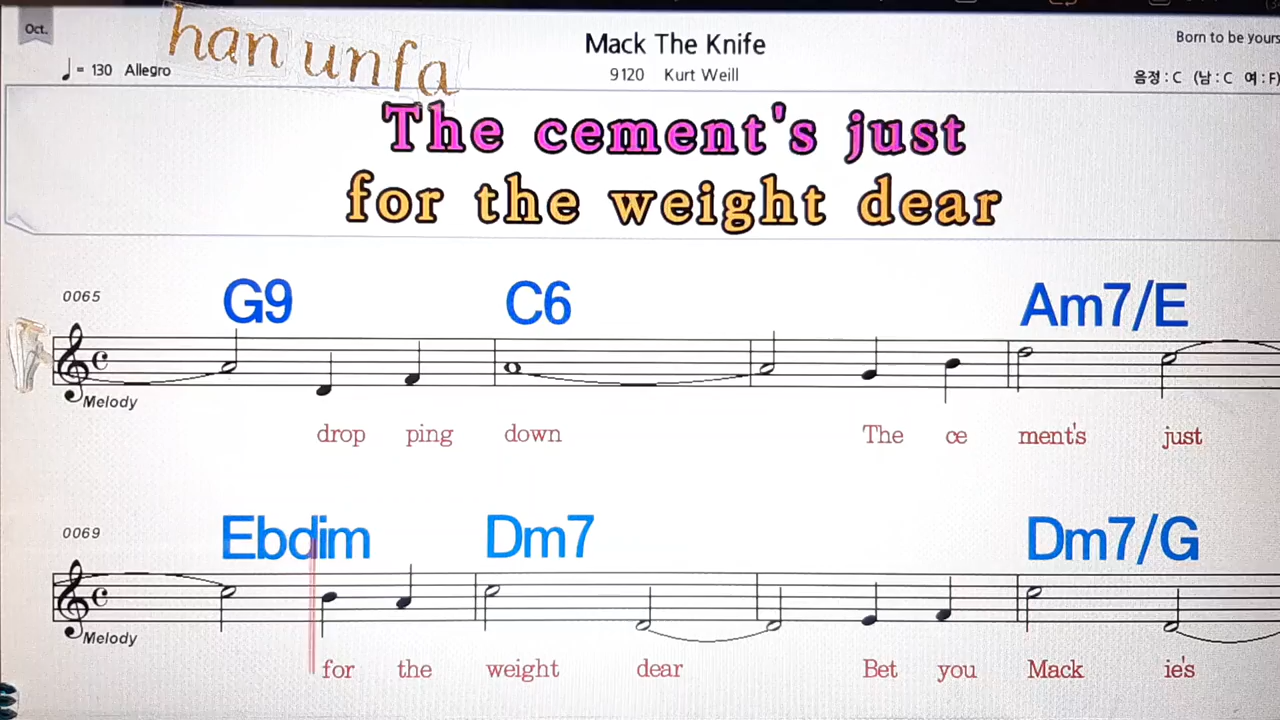 Oct.
han unfa
Mack The Knife
Born to be yours
♩ = 130 Allegro
9120 Kurt Weill
음정 : C (남 : C 여 : F)
The cement's just
for the weight dear
0065
G9 C6 Am7/E
Melody
drop ping down The ce ment's just
0069
Ebdim Dm7 Dm7/G
Melody
for the weight dear Bet you Mack ie's